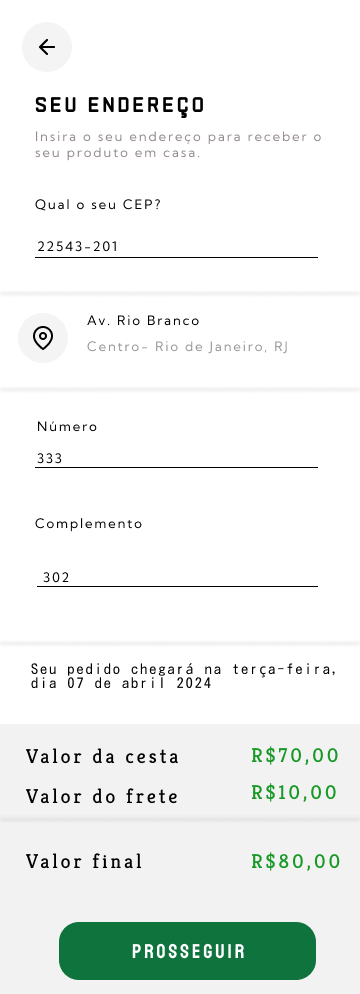 SEU ENDEREÇO
Insira o seu endereço para receber o
seu produto em casa.
Qual o seu CEP?
22543-201
Av. Rio Branco
Centro- Rio de Janeiro, RJ
Número
333
Complemento
302
Seu pedido chegará na terça-feira,
dia 07 de abril 2024
Valor da cesta R$70,00
Valor do frete R$10,00
Valor final R$80,00
PROSSEGUIR